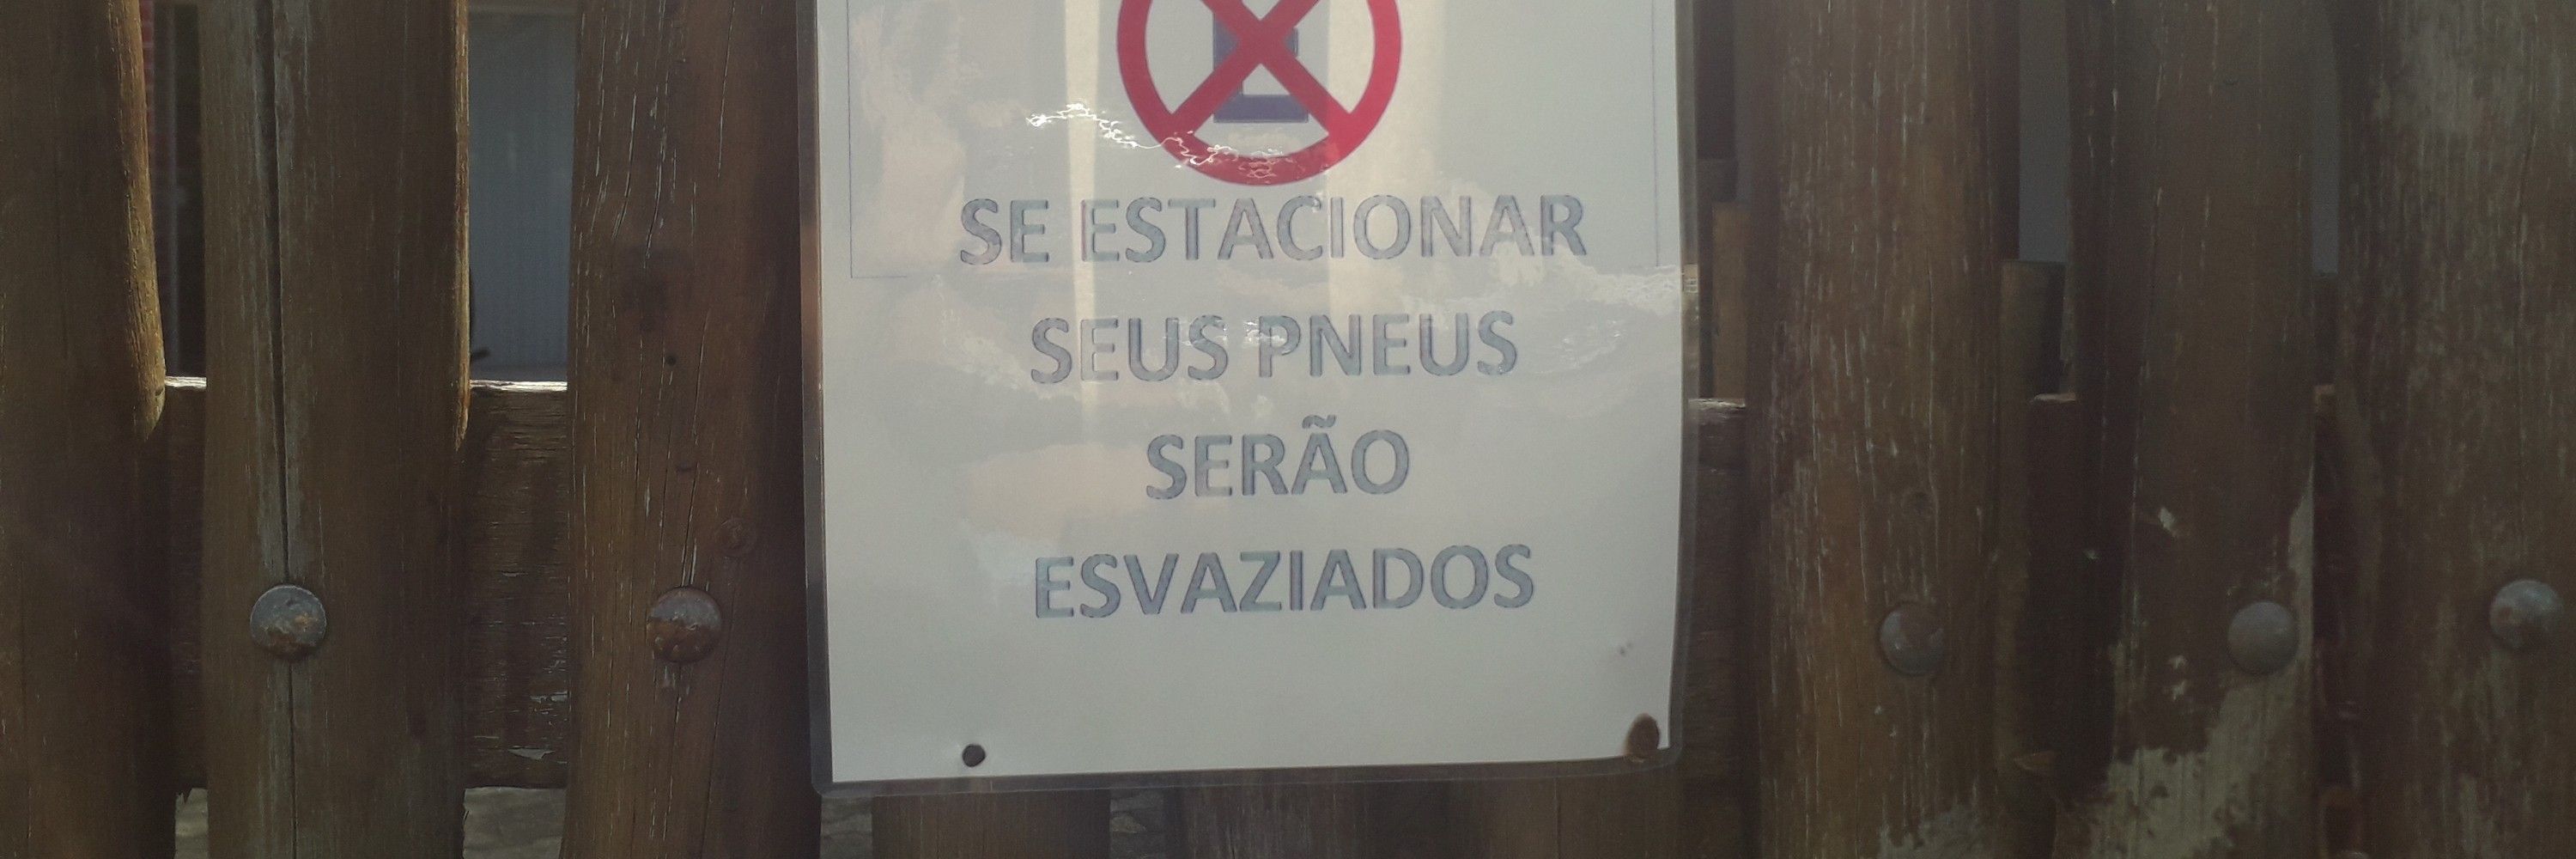 SE ESTACIONAR
SEUS PNEUS
SERÃO
ESVAZIADOS